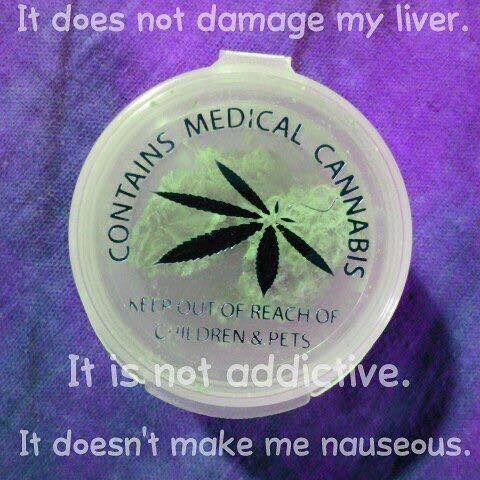 It does not damage my liver.
CONTAINS MEDICAL CANNABIS
KEEP OUT OF REACH OF
CHILDREN & PETS
It is not addictive.
It doesn't make me nauseous.